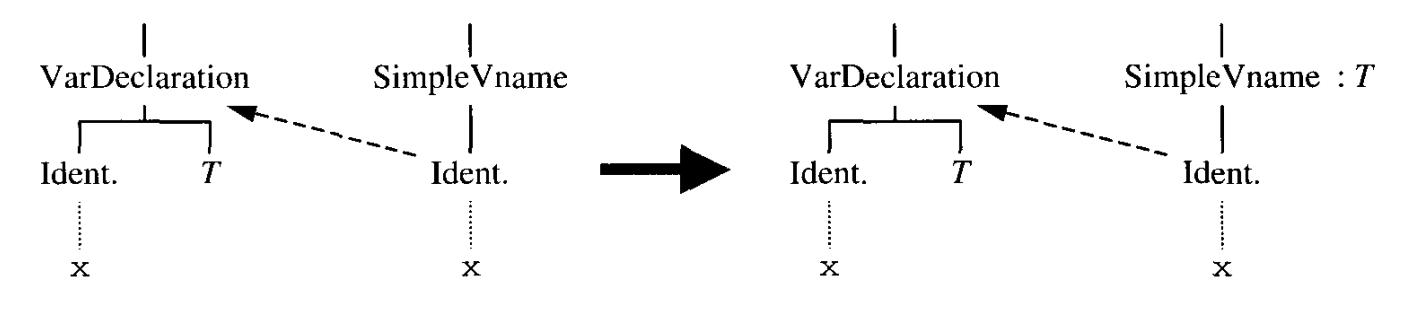 VarDeclaration SimpleVname VarDeclaration SimpleVname : T
Ident. T Ident. Ident. T Ident.
x x x x